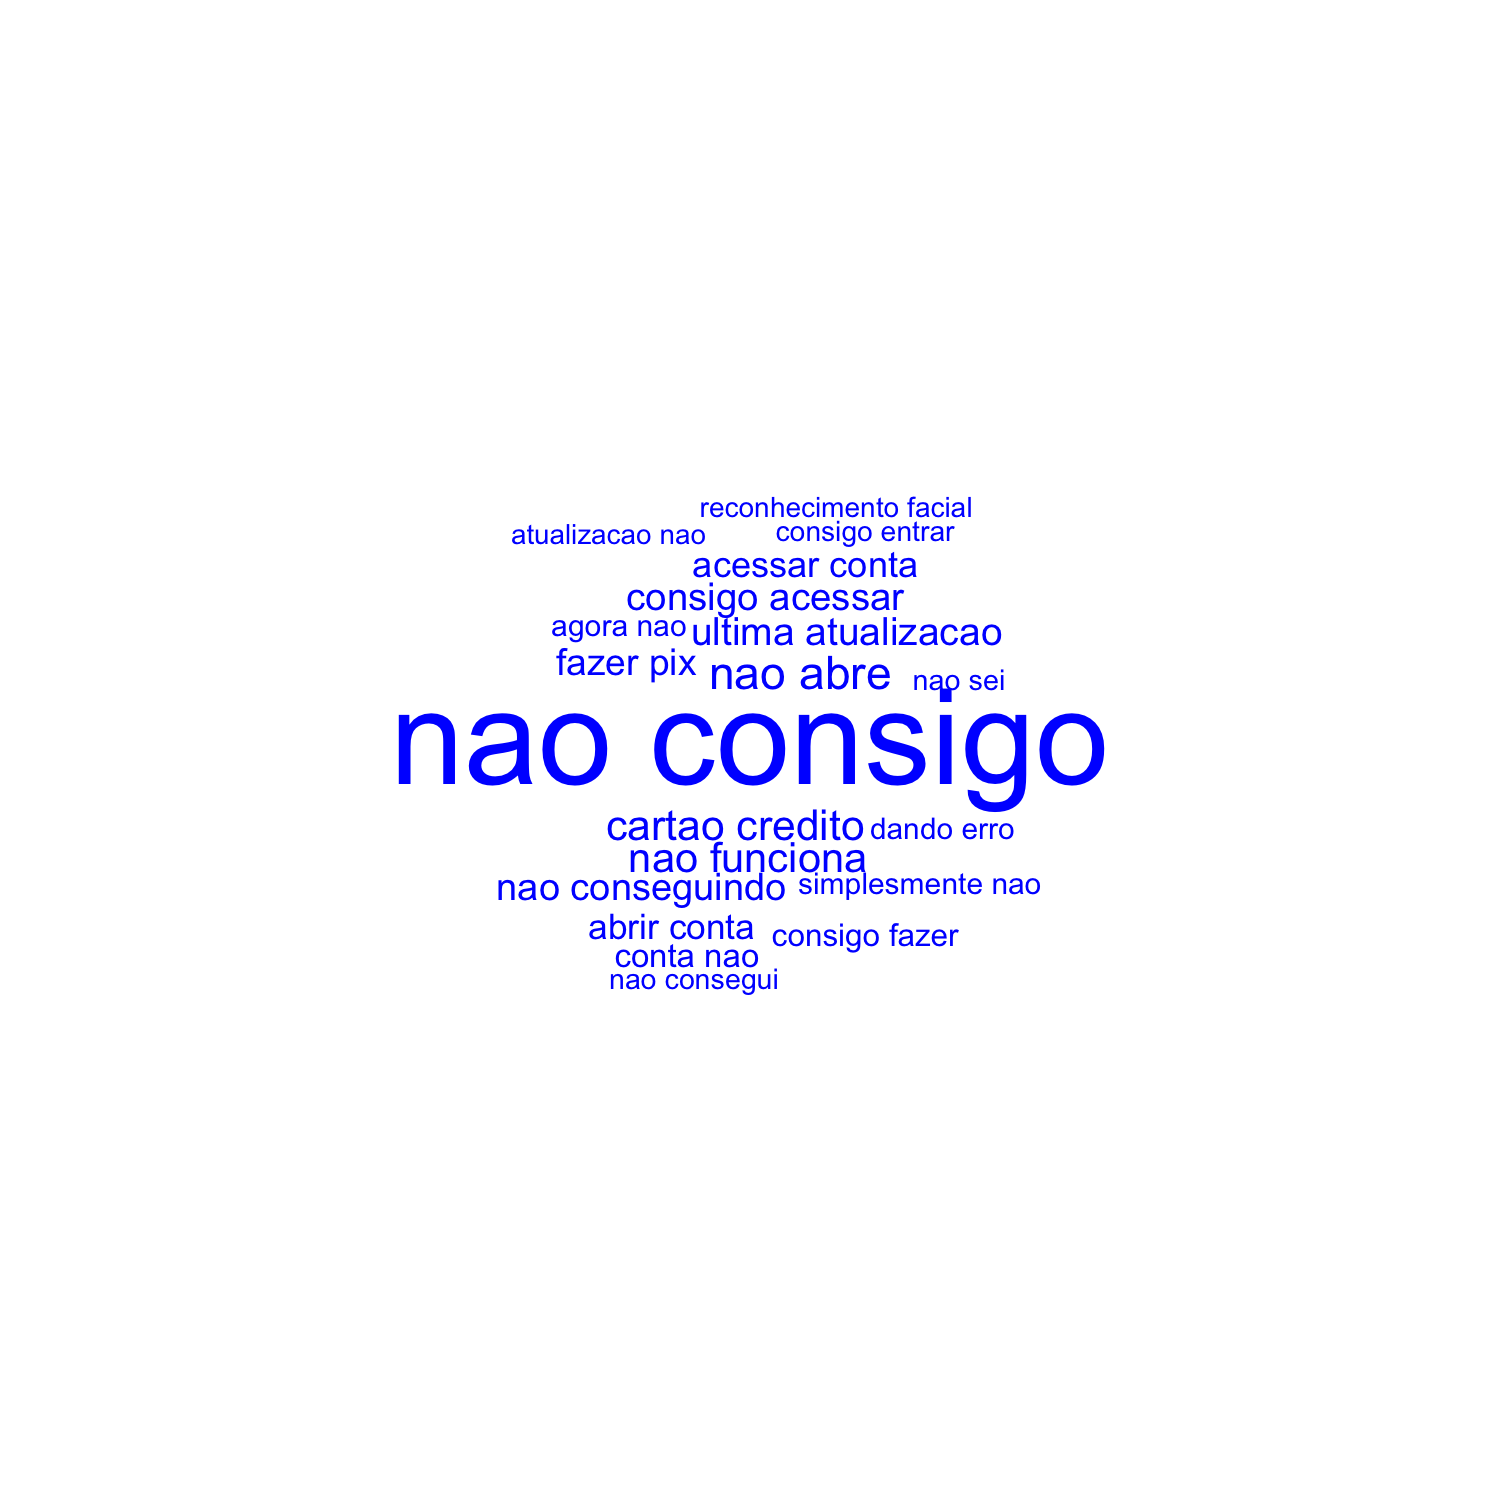 reconhecimento facial
atualizacao nao
consigo entrar
acessar conta
consigo acessar
agora nao
ultima atualizacao
fazer pix
nao abre
nao sei
nao consigo
cartao credito
dando erro
nao funciona
nao conseguindo
simplesmente nao
abrir conta
consigo fazer
conta nao
nao consegui